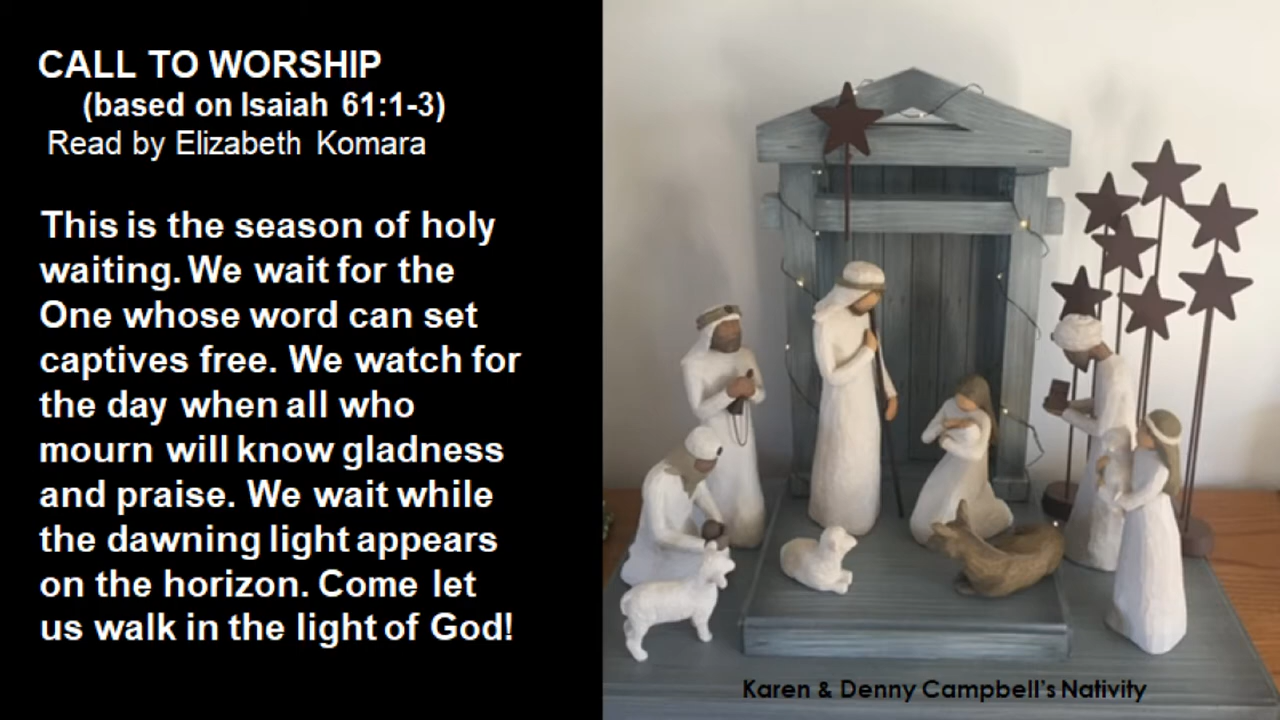 CALL TO WORSHIP
(based on Isaiah 61:1-3)
Read by Elizabeth Komara
This is the season of holy
waiting. We wait for the
One whose word can set
captives free. We watch for
the day when all who
mourn will know gladness
and praise. We wait while
the dawning light appears
on the horizon. Come let
us walk in the light of God!
Karen & Denny Campbell's Nativity